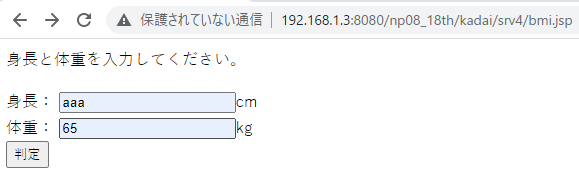 保護されていない通信 | 192.168.1.3:8080/np08_18th/kadai/srv4/bmi.jsp
身長と体重を入力してください。
身長： aaa cm
体重： 65 kg
判定